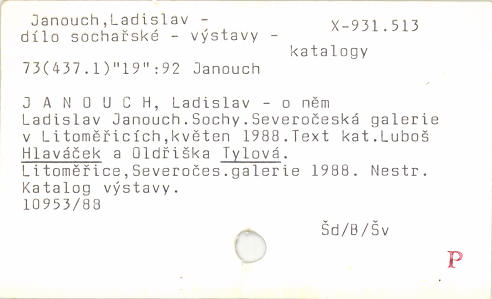 Janouch,Ladislav -
dílo sochařské - výstavy -
X-931.513
katalogy
73(437.1)"19":92 Janouch
J A N O U C H, Ladislav - o něm
Ladislav Janouch.Sochy.Severočeská galerie
v Litoměřicích,květen 1988.Text kat.Luboš
Hlaváček a Oldřiška Tylová.
Litoměřice,Severočes.galerie 1988. Nestr.
Katalog výstavy.
10953/88
Šd/B/Šv
P